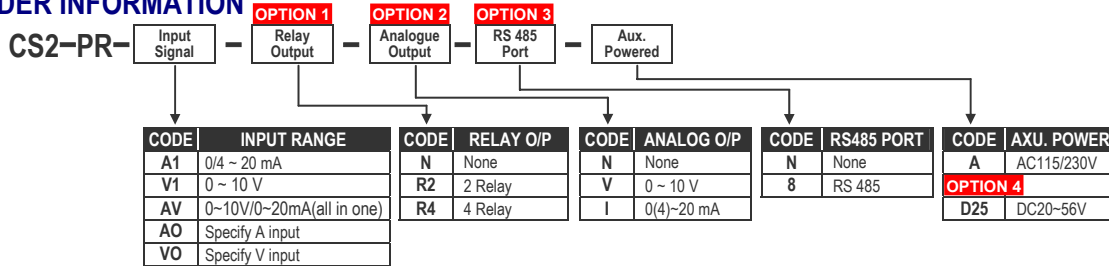 DER INFORMATION
OPTION 1 OPTION 2 OPTION 3
CS2-PR- Input Signal - Relay Output - Analogue Output - RS 485 Port - Aux. Powered
CODE INPUT RANGE
A1 0/4 ~ 20 mA
V1 0 ~ 10 V
AV 0~10V/0~20mA(all in one)
AO Specify A input
VO Specify V input
CODE RELAY O/P
N None
R2 2 Relay
R4 4 Relay
CODE ANALOG O/P
N None
V 0 ~ 10 V
I 0(4)~20 mA
CODE RS485 PORT
N None
8 RS 485
CODE AXU. POWER
A AC115/230V
OPTION 4
D25 DC20~56V